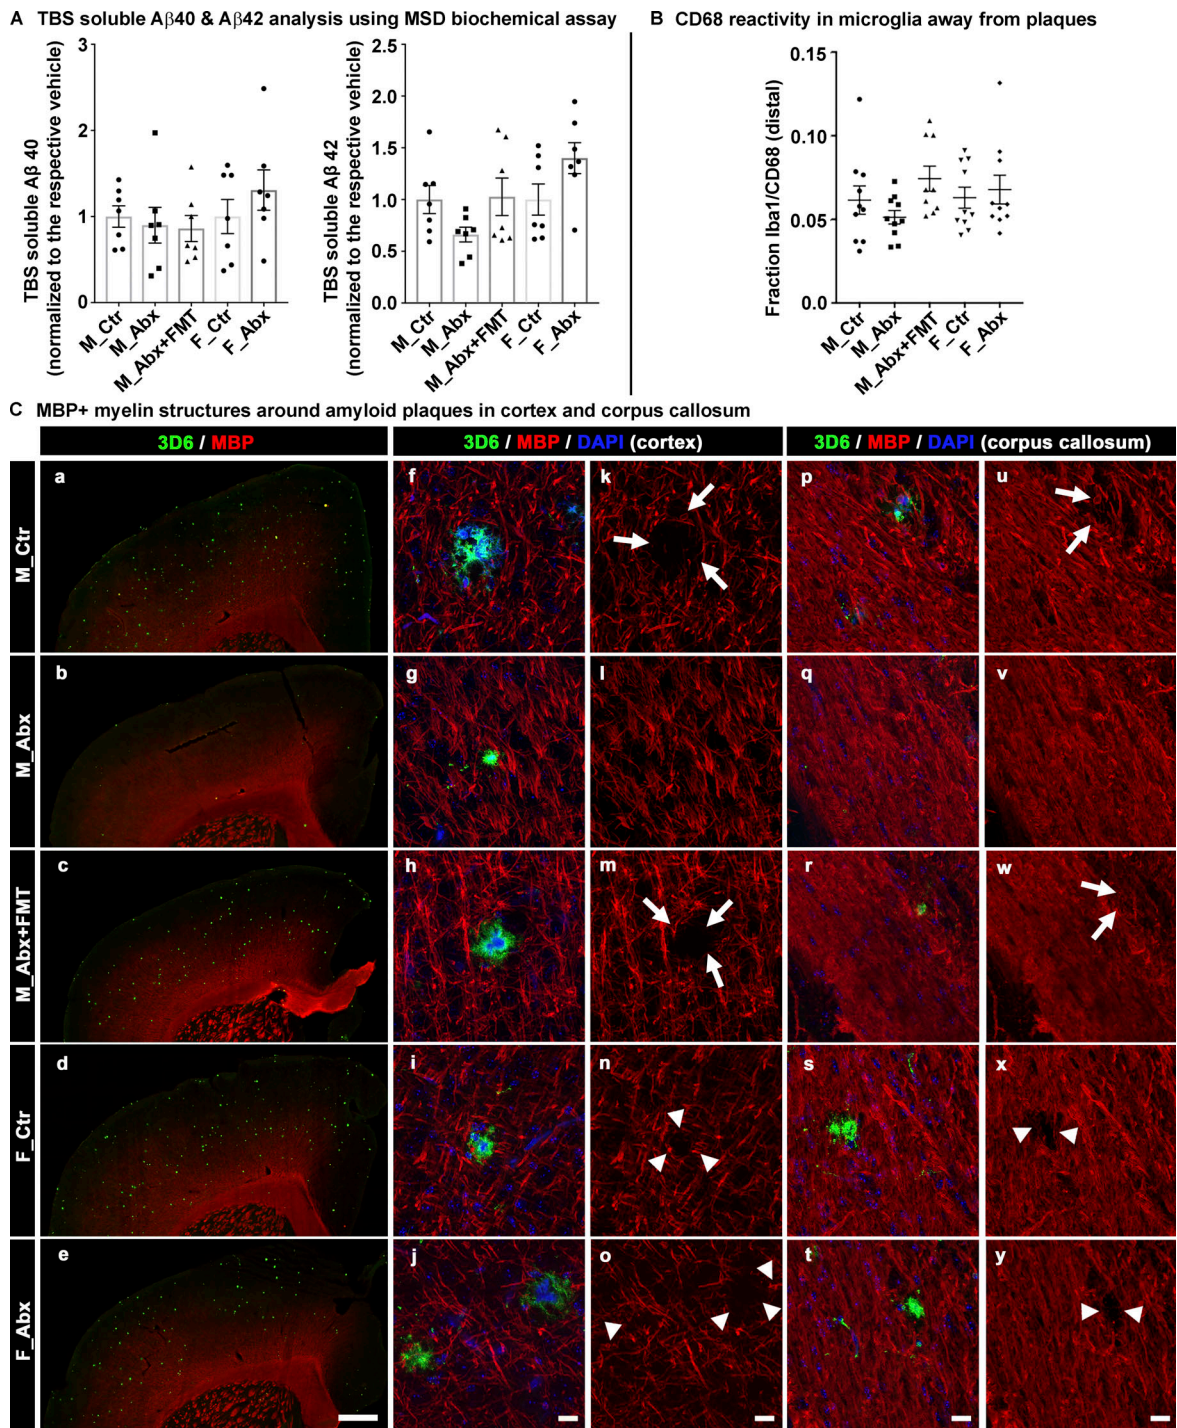 A TBS soluble Aβ40 & Aβ42 analysis using MSD biochemical assay
B CD68 reactivity in microglia away from plaques
TBS soluble Aβ 40
(normalized to the respective vehicle)
3
2
1
0
M_Ctr
M_Abx
M_Abx+FMT
F_Ctr
F_Abx
TBS soluble Aβ 42
(normalized to the respective vehicle)
2.5
2.0
1.5
1.0
0.5
0.0
M_Ctr
M_Abx
M_Abx+FMT
F_Ctr
F_Abx
Fraction Iba1/CD68 (distal)
0.15
0.10
0.05
0.0
M_Ctr
M_Abx
M_Abx+FMT
F_Ctr
F_Abx
C MBP+ myelin structures around amyloid plaques in cortex and corpus callosum
3D6 / MBP
3D6 / MBP / DAPI (cortex)
3D6 / MBP / DAPI (corpus callosum)
M_Ctr
a
f
k
p
u
M_Abx
b
g
l
q
v
M_Abx+FMT
c
h
m
r
w
F_Ctr
d
i
n
s
x
F_Abx
e
j
o
t
y